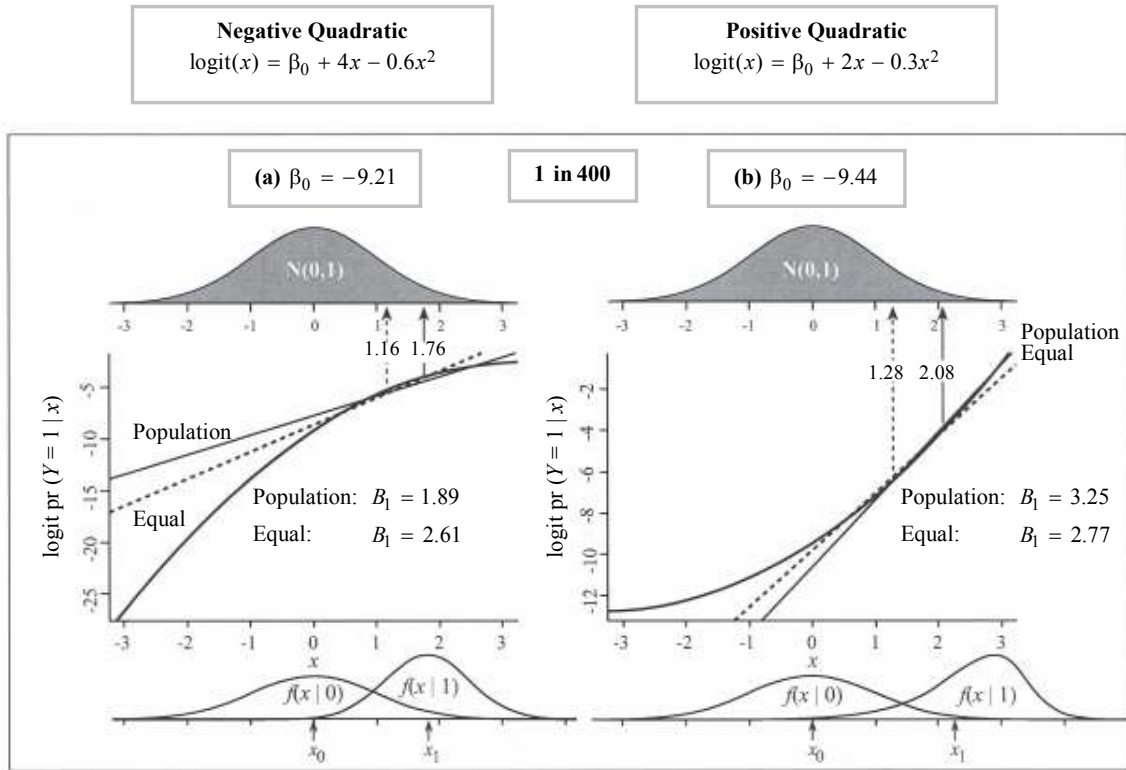 Negative Quadratic
logit(x) = β₀ + 4x − 0.6x²
Positive Quadratic
logit(x) = β₀ + 2x − 0.3x²
(a) β₀ = −9.21
1 in 400
(b) β₀ = −9.44
N(0,1)
-3 -2 -1 0 1 2 3
1.16 1.76
logit pr (Y = 1 | x)
-5
-10
-15
-20
-25
Population
Equal
Population: B₁ = 1.89
Equal: B₁ = 2.61
-3 -2 -1 0 1 2 3
x
f(x | 0) f(x | 1)
x₀ x₁
N(0,1)
-3 -2 -1 0 1 2 3
Population
Equal
1.28 2.08
logit pr (Y = 1 | x)
-2
-4
-6
-8
-10
-12
Population: B₁ = 3.25
Equal: B₁ = 2.77
-3 -2 -1 0 1 2 3
x
f(x | 0) f(x | 1)
x₀ x₁